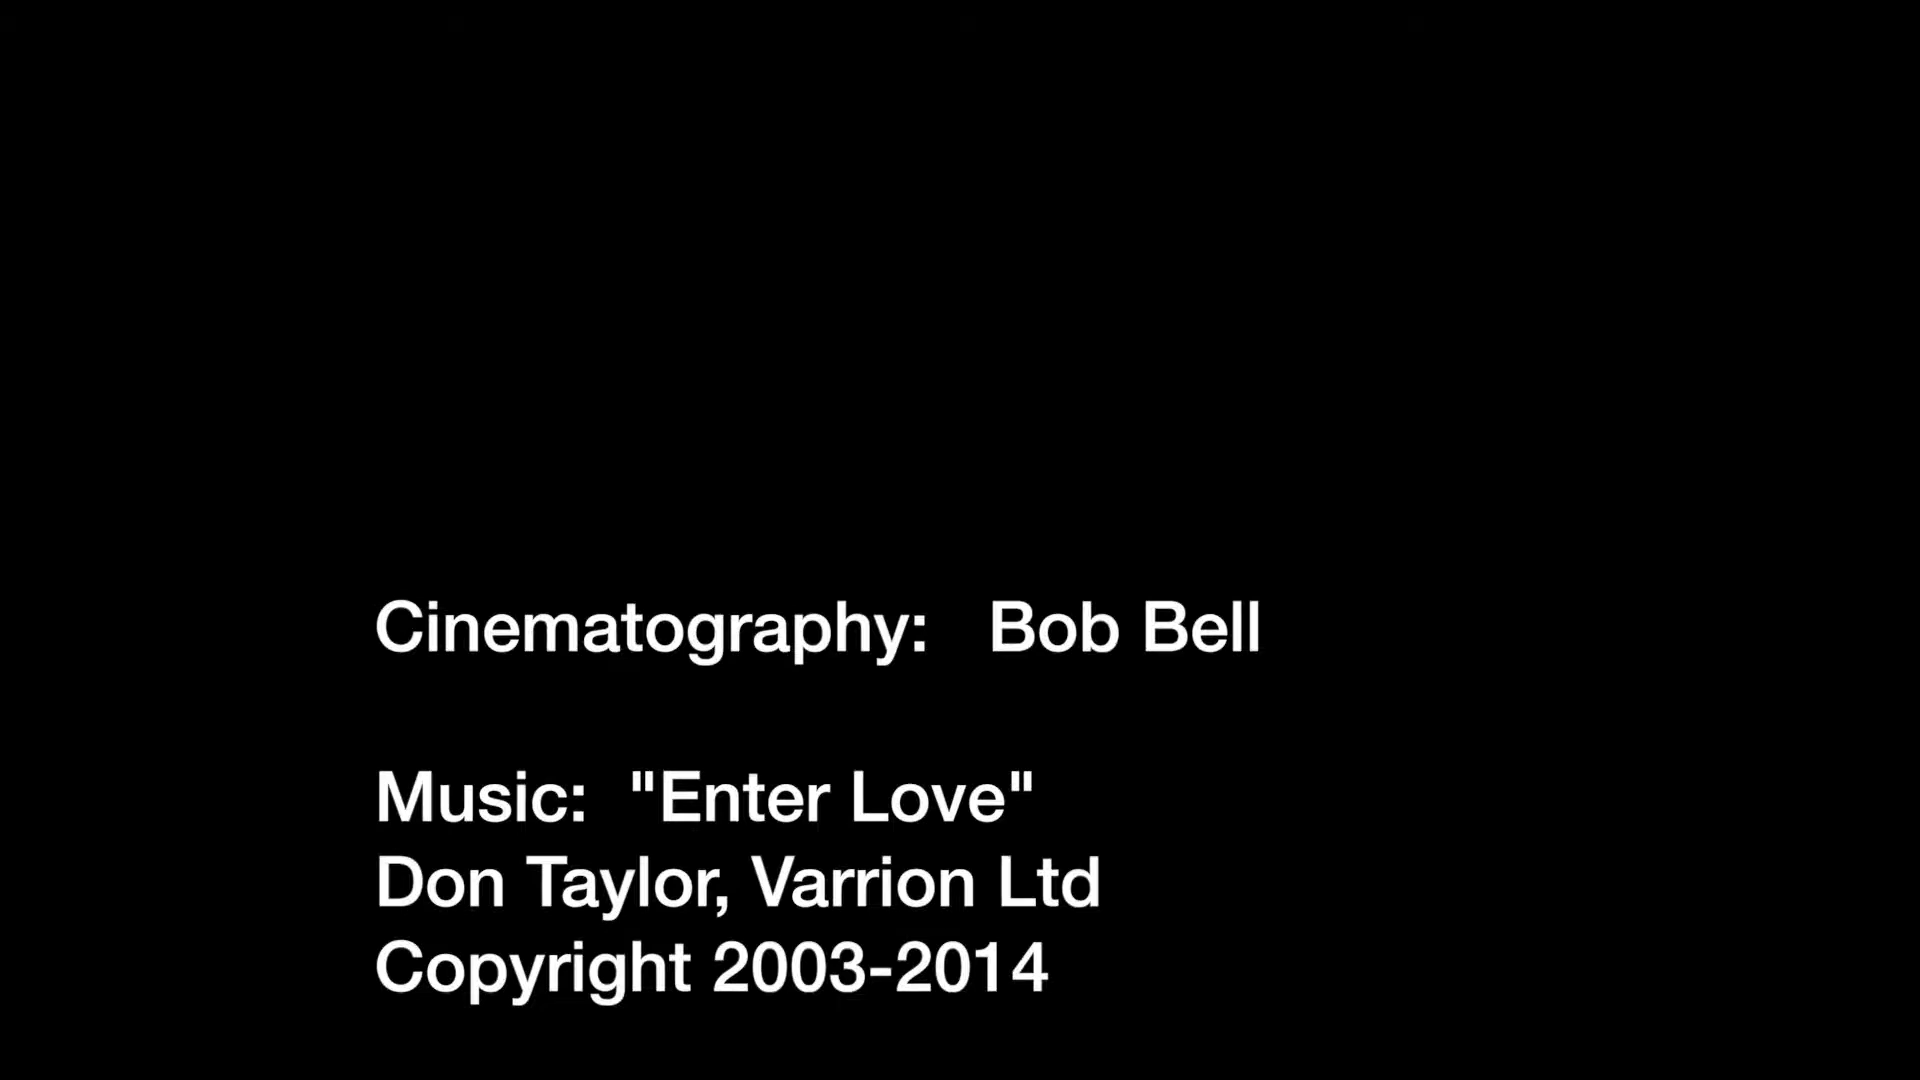 Cinematography:   Bob Bell
Music:  "Enter Love"
Don Taylor, Varrion Ltd
Copyright 2003-2014